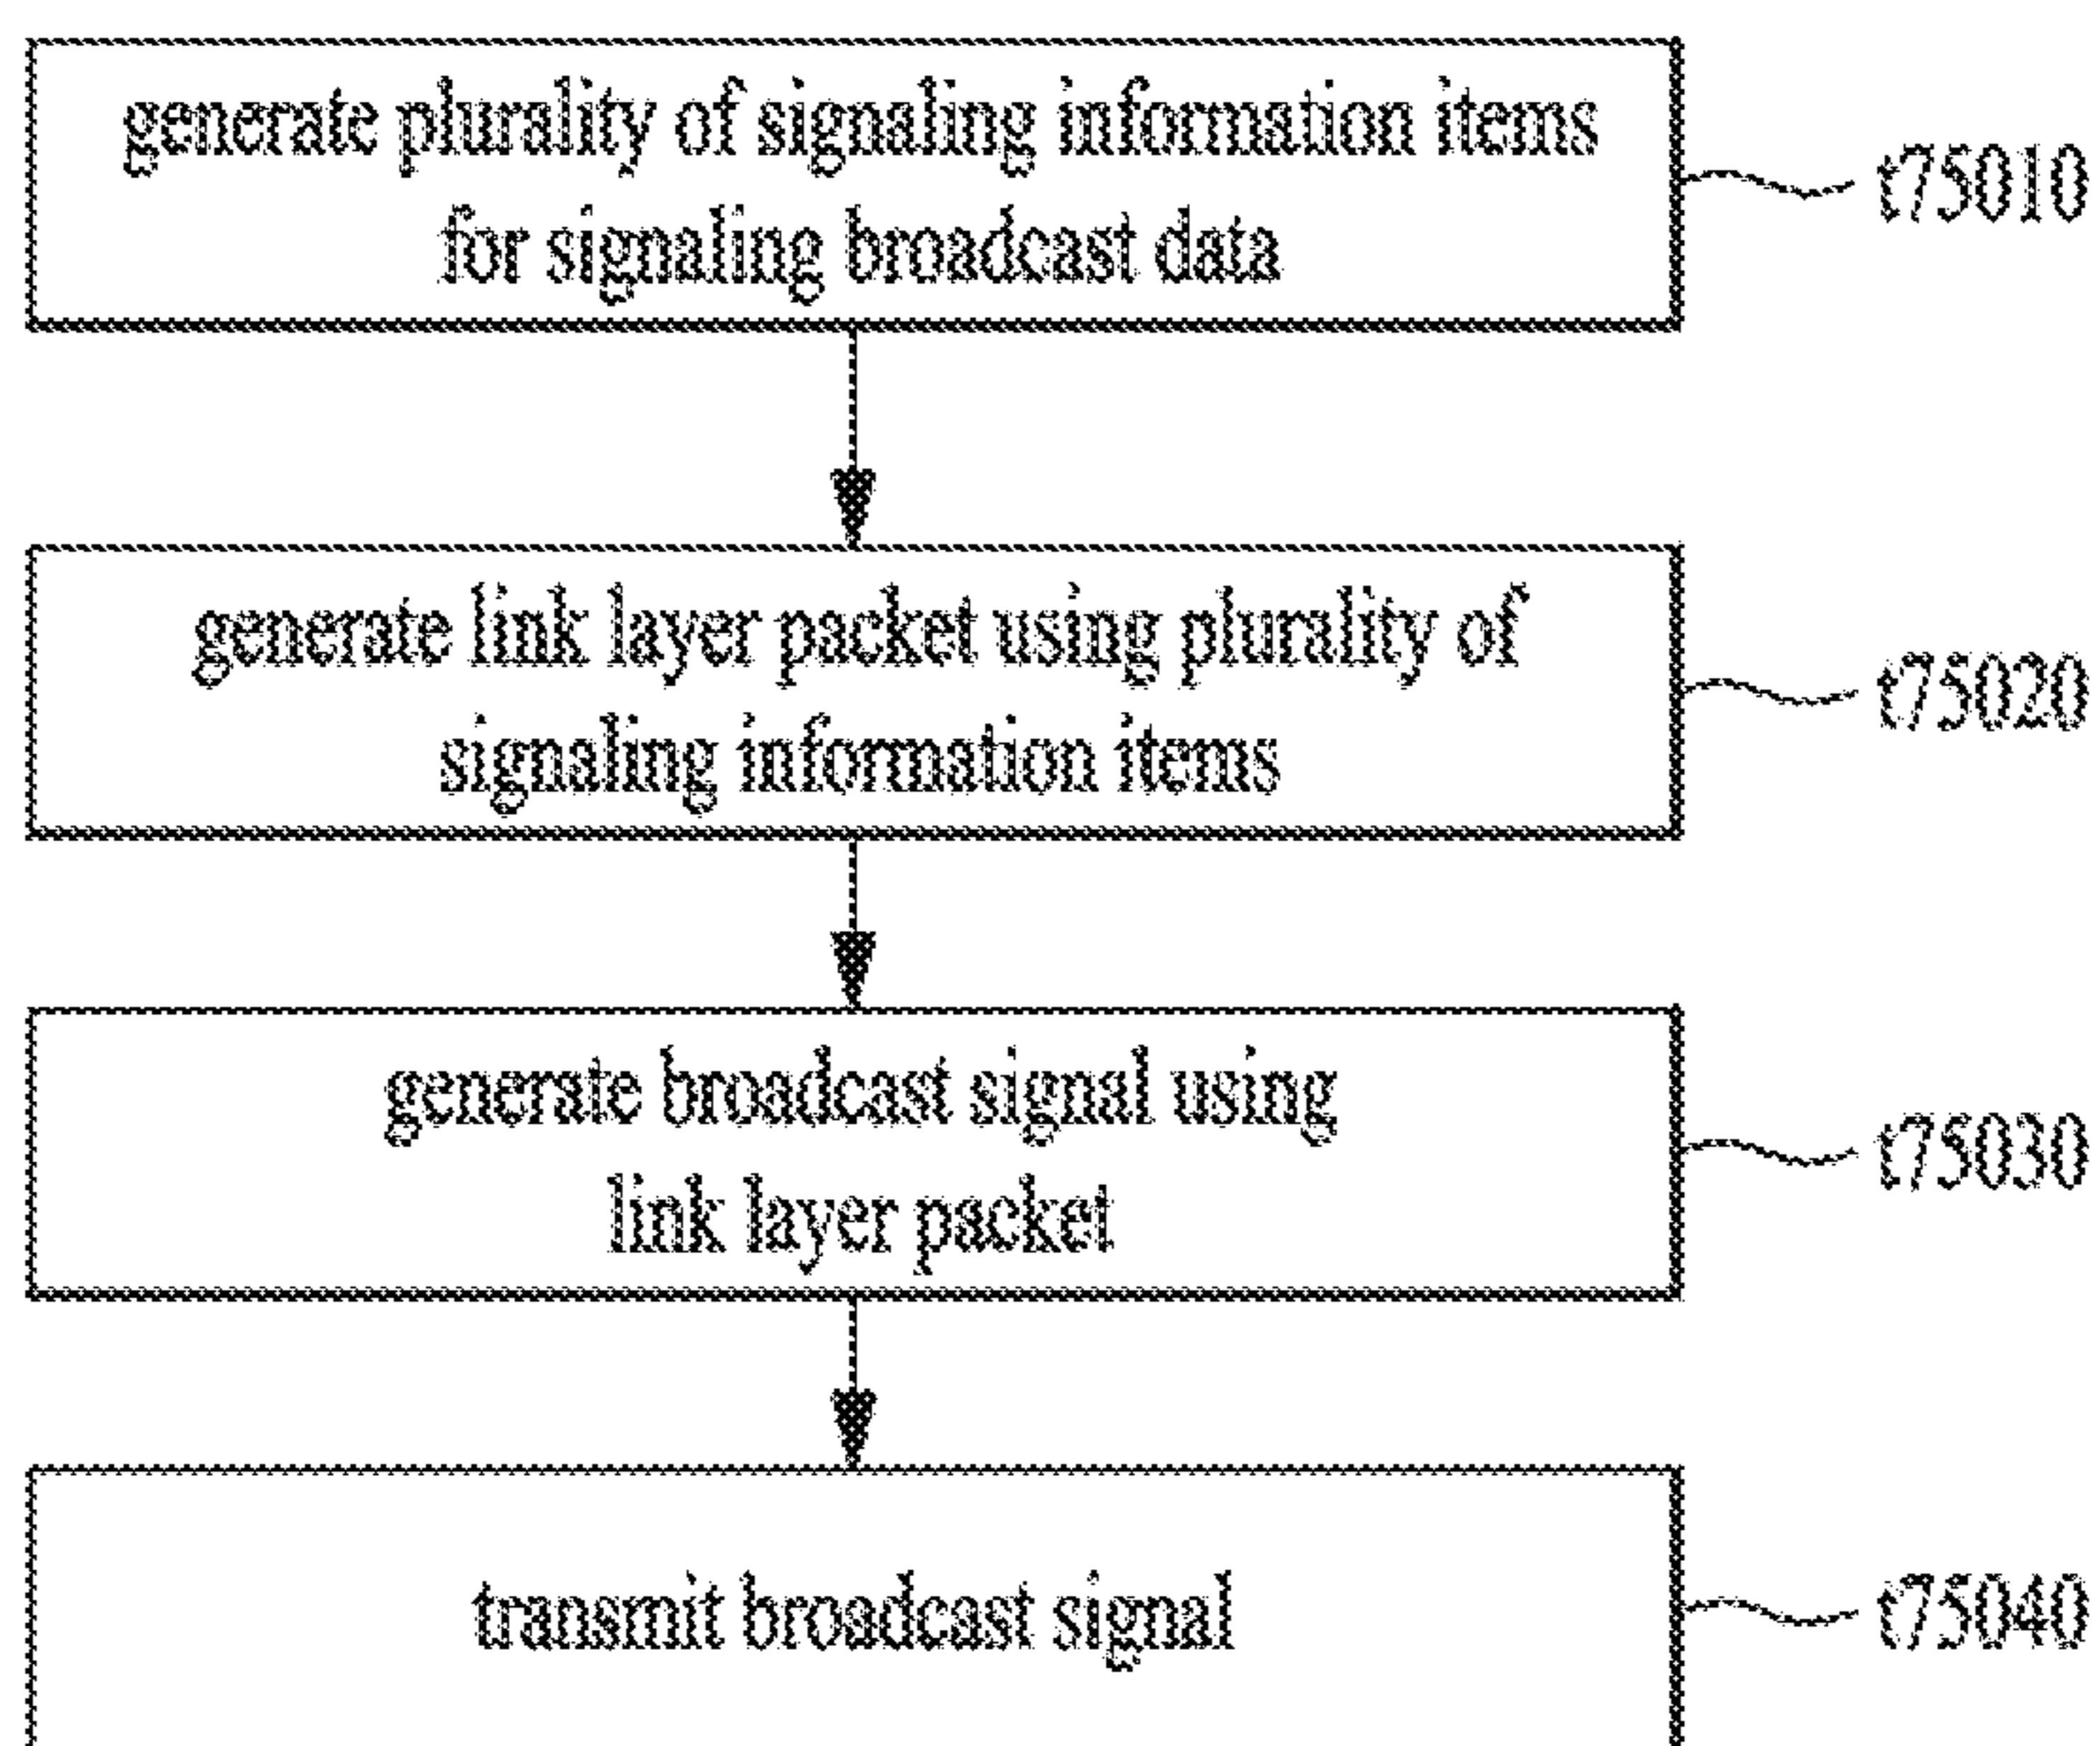 generate plurality of signaling information items
for signaling broadcast data
t75010
generate link layer packet using plurality of
signaling information items
t75020
generate broadcast signal using
link layer packet
t75030
transmit broadcast signal
t75040